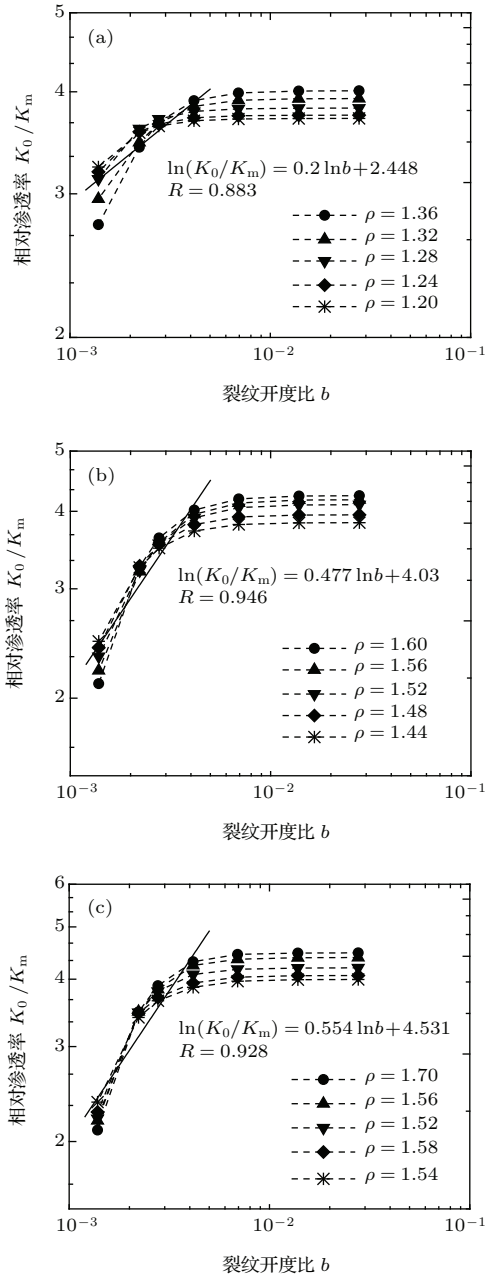 5
(a)
4
相对渗透率 K₀/Kₘ
3
ln(K₀/Kₘ) = 0.2 lnb+2.448
R = 0.883
ρ = 1.36
ρ = 1.32
ρ = 1.28
ρ = 1.24
ρ = 1.20
2
10⁻³ 10⁻² 10⁻¹
裂纹开度比 b
5
(b)
4
相对渗透率 K₀/Kₘ
3
ln(K₀/Kₘ) = 0.477 lnb+4.03
R = 0.946
ρ = 1.60
ρ = 1.56
2
ρ = 1.52
ρ = 1.48
ρ = 1.44
10⁻³ 10⁻² 10⁻¹
裂纹开度比 b
6
(c)
5
4
相对渗透率 K₀/Kₘ
ln(K₀/Kₘ) = 0.554 lnb+4.531
3
R = 0.928
ρ = 1.70
ρ = 1.56
2
ρ = 1.52
ρ = 1.58
ρ = 1.54
10⁻³ 10⁻² 10⁻¹
裂纹开度比 b